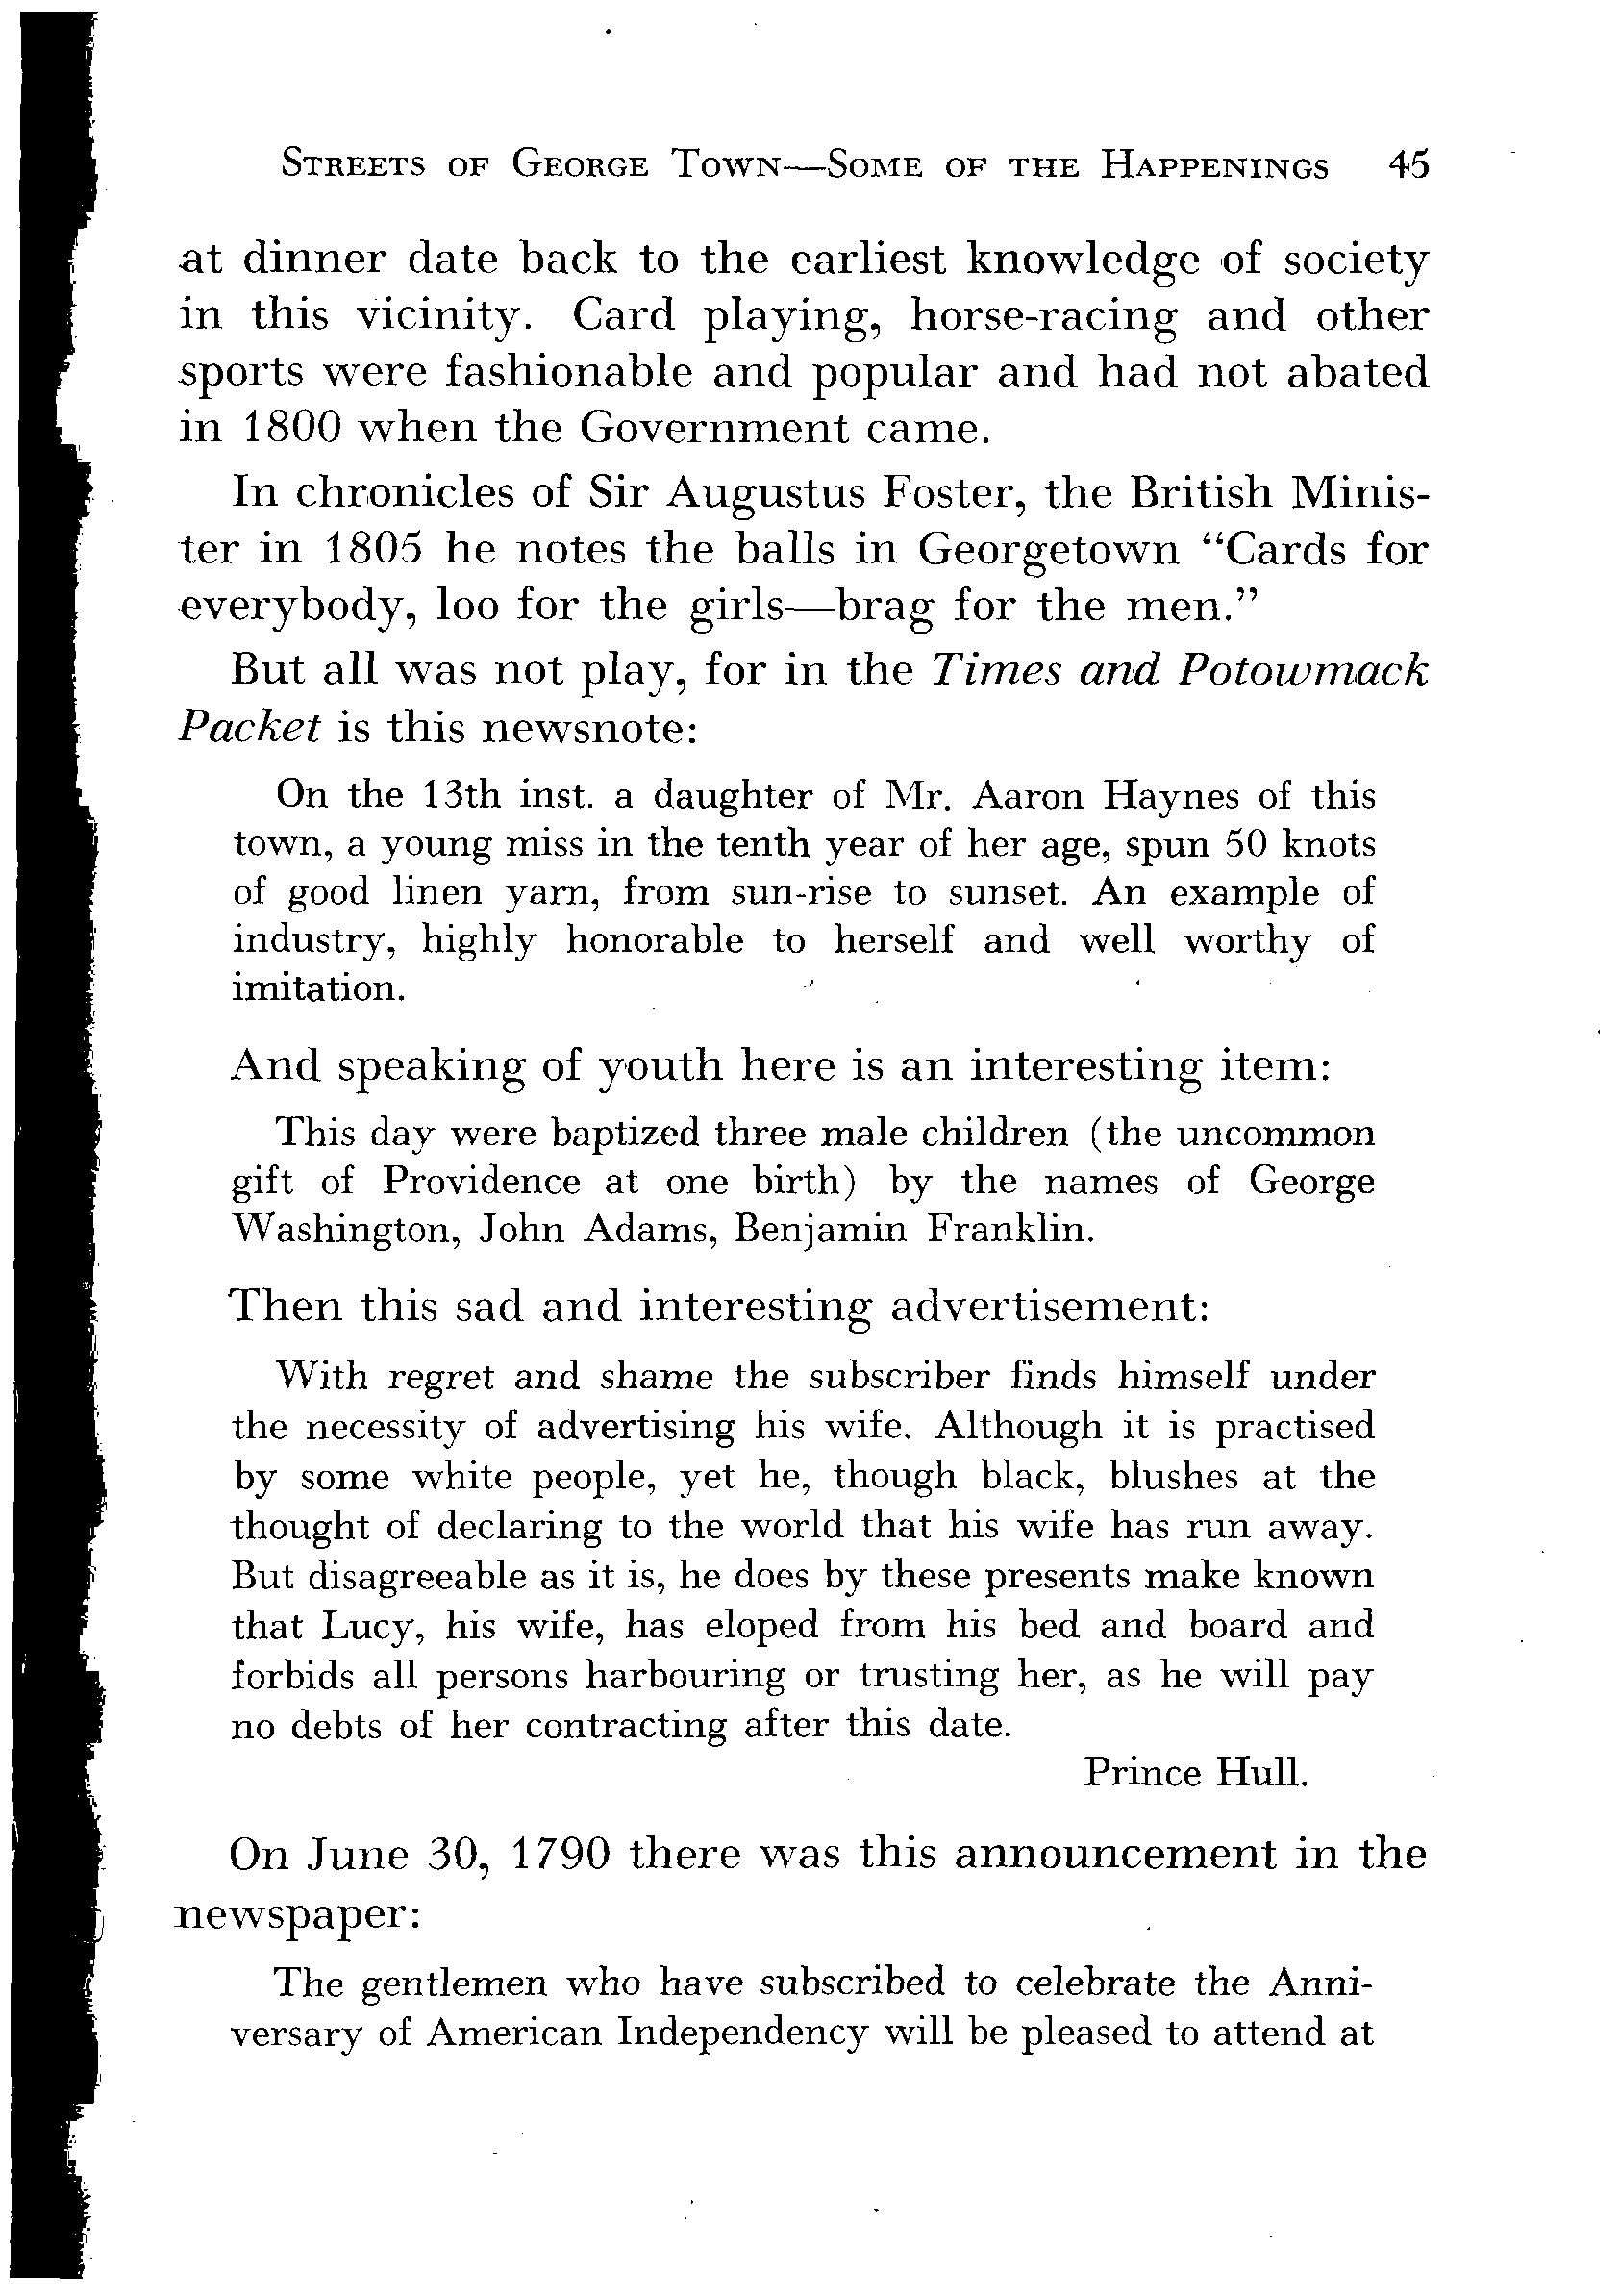 STREETS OF GEORGE TOWN—SOME OF THE HAPPENINGS 45
at dinner date back to the earliest knowledge of society
in this vicinity. Card playing, horse-racing and other
sports were fashionable and popular and had not abated
in 1800 when the Government came.
In chronicles of Sir Augustus Foster, the British Minis-
ter in 1805 he notes the balls in Georgetown “Cards for
everybody, loo for the girls—brag for the men.”
But all was not play, for in the Times and Potowmack
Packet is this newsnote:
On the 13th inst. a daughter of Mr. Aaron Haynes of this
town, a young miss in the tenth year of her age, spun 50 knots
of good linen yarn, from sun-rise to sunset. An example of
industry, highly honorable to herself and well worthy of
imitation.
And speaking of youth here is an interesting item:
This day were baptized three male children (the uncommon
gift of Providence at one birth) by the names of George
Washington, John Adams, Benjamin Franklin.
Then this sad and interesting advertisement:
With regret and shame the subscriber finds himself under
the necessity of advertising his wife. Although it is practised
by some white people, yet he, though black, blushes at the
thought of declaring to the world that his wife has run away.
But disagreeable as it is, he does by these presents make known
that Lucy, his wife, has eloped from his bed and board and
forbids all persons harbouring or trusting her, as he will pay
no debts of her contracting after this date.
Prince Hull.
On June 30, 1790 there was this announcement in the
newspaper:
The gentlemen who have subscribed to celebrate the Anni-
versary of American Independency will be pleased to attend at